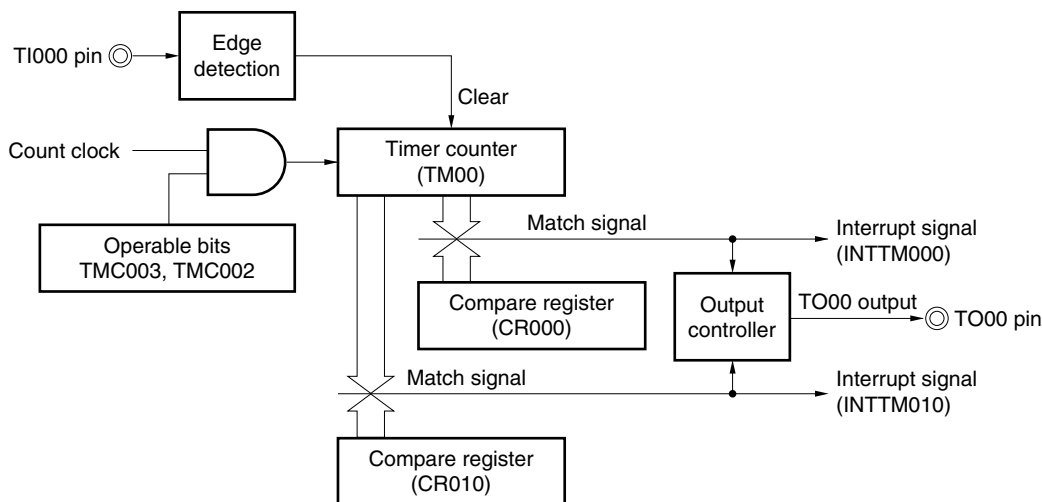 Edge
detection
TI000 pin
Clear
Timer counter
(TM00)
Count clock
Operable bits
TMC003, TMC002
Match signal
Interrupt signal
(INTTM000)
Compare register
(CR000)
Output
controller
TO00 output
TO00 pin
Match signal
Interrupt signal
(INTTM010)
Compare register
(CR010)